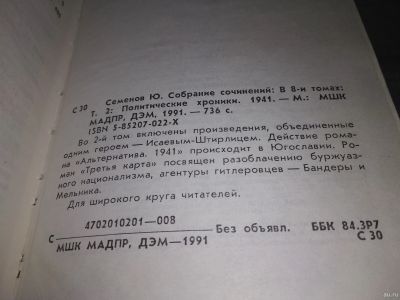 Семенов Ю. Собрание сочинений: В 8-и томах:
С 30 Т. 2: Политические хроники. 1941. — М.: МШК
МАДПР, ДЭМ, 1991. — 736 с.
ISBN 5-85207-022-X
Во 2-й том включены произведения, объединенные
одним героем — Исаевым-Штирлицем. Действие рома-
на «Альтернатива. 1941» происходит в Югославии. Ро-
ман «Третья карта» посвящен разоблачению буржуаз-
ного национализма, агентуры гитлеровцев — Бандеры и
Мельника.
Для широкого круга читателей.
С 4702010201—008 Без объявл. ББК 84.3Р7
МШК МАДПР, ДЭМ—1991 С 30
au.ru